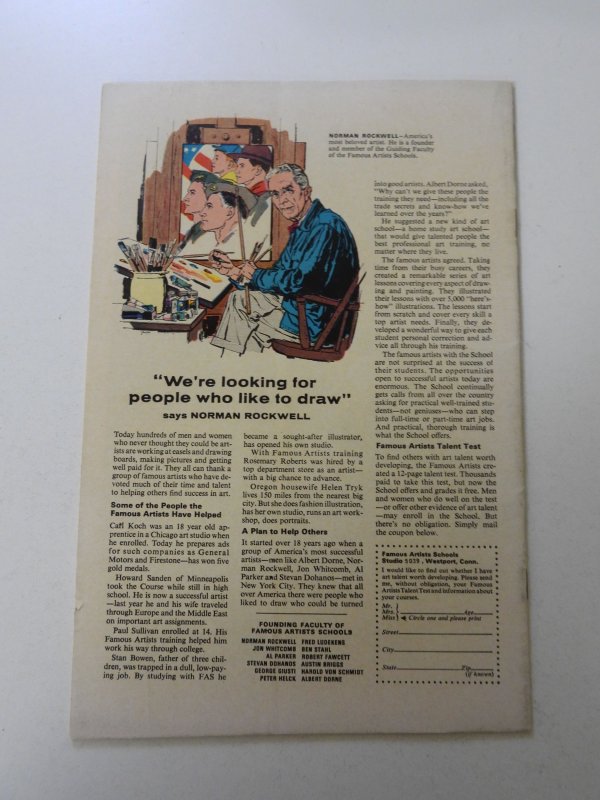 NORMAN ROCKWELL—America's
most beloved artist. He is a founder
and member of the Guiding Faculty
of the Famous Artists Schools.
"We're looking for
people who like to draw"
says NORMAN ROCKWELL
Today hundreds of men and women
who never thought they could be art-
ists are working at easels and drawing
boards, making pictures and getting
well paid for it. They all can thank a
group of famous artists who have de-
voted much of their time and talent
to helping others find success in art.
Some of the People the
Famous Artists Have Helped
Carl Koch was an 18 year old ap-
prentice in a Chicago art studio when
he enrolled. Today he prepares ads
for such companies as General
Motors and Firestone—has won five
gold medals.
Howard Sanden of Minneapolis
took the Course while still in high
school. He is now a successful artist
—last year he and his wife traveled
through Europe and the Middle East
on important art assignments.
Paul Sullivan enrolled at 14. His
Famous Artists training helped him
work his way through college.
Stan Bowen, father of three chil-
dren, was trapped in a dull, low-pay-
ing job. By studying with FAS he
became a sought-after illustrator,
has opened his own studio.
With Famous Artists training
Rosemary Roberts was hired by a
top department store as an artist—
with a big chance to advance.
Oregon housewife Helen Tryk
lives 150 miles from the nearest big
city. But she does fashion illustration,
has her own studio, runs an art work-
shop, does portraits.
A Plan to Help Others
It started over 18 years ago when a
group of America's most successful
artists—men like Albert Dorne, Nor-
man Rockwell, Jon Whitcomb, Al
Parker and Stevan Dohanos—met in
New York City. They knew that all
over America there were people who
liked to draw who could be turned
FOUNDING FACULTY OF
FAMOUS ARTISTS SCHOOLS
NORMAN ROCKWELL FRED LUDEKENS
JON WHITCOMB BEN STAHL
AL PARKER ROBERT FAWCETT
STEVAN DOHANOS AUSTIN BRIGGS
GEORGE GIUSTI HAROLD VON SCHMIDT
PETER HELCK ALBERT DORNE
into good artists. Albert Dorne asked,
"Why can't we give these people the
training they need—including all the
trade secrets and know-how we've
learned over the years?"
He suggested a new kind of art
school—a home study art school—
that would give talented people the
best professional art training, no
matter where they live.
The famous artists agreed. Taking
time from their busy careers, they
created a remarkable series of art
lessons covering every aspect of draw-
ing and painting. They illustrated
their lessons with over 5,000 "here's-
how" illustrations. The lessons start
from scratch and cover every skill a
top artist needs. Finally, they de-
veloped a wonderful way to give each
student personal correction and ad-
vice all through his training.
The famous artists with the School
are not surprised at the success of
their students. The opportunities
open to successful artists today are
enormous. The School continually
gets calls from all over the country
asking for practical well-trained stu-
dents—not geniuses—who can step
into full-time or part-time art jobs.
And practical, thorough training is
what the School offers.
Famous Artists Talent Test
To find others with art talent worth
developing, the Famous Artists cre-
ated a 12-page talent test. Thousands
paid to take this test, but now the
School offers and grades it free. Men
and women who do well on the test
—or offer other evidence of art talent
—may enroll in the School. But
there's no obligation. Simply mail
the coupon below.
Famous Artists Schools
Studio 5939, Westport, Conn.
I would like to find out whether I have
art talent worth developing. Please send
me, without obligation, your Famous
Artists Talent Test and information about
your courses.
Mr.
Mrs. Age
Miss Circle one and please print
Street
City
State Zip
(if known)